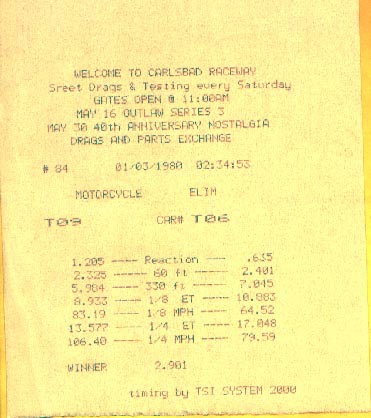 WELCOME TO CARLSBAD RACEWAY
Sreet Drags & Testing every Saturday
GATES OPEN @ 11:00AM
MAY 16 OUTLAW SERIES 3
MAY 30 40th ANNIVERSARY NOSTALGIA
DRAGS AND PARTS EXCHANGE
# 84 01/03/1980 02:34:53
MOTORCYCLE ELIM
T09 CAR# T06
1.205 ---- Reaction --- .635
2.325 ----- 60 ft --- 2.401
5.984 ----- 330 ft - 7.045
8.933 ---- 1/8 ET ---- 10.883
83.19 ---- 1/8 MPH ---- 64.52
13.577 ---- 1/4 ET ---- 17.048
106.40 ---- 1/4 MPH ---- 79.59
WINNER 2.901
timing by TSI SYSTEM 2000